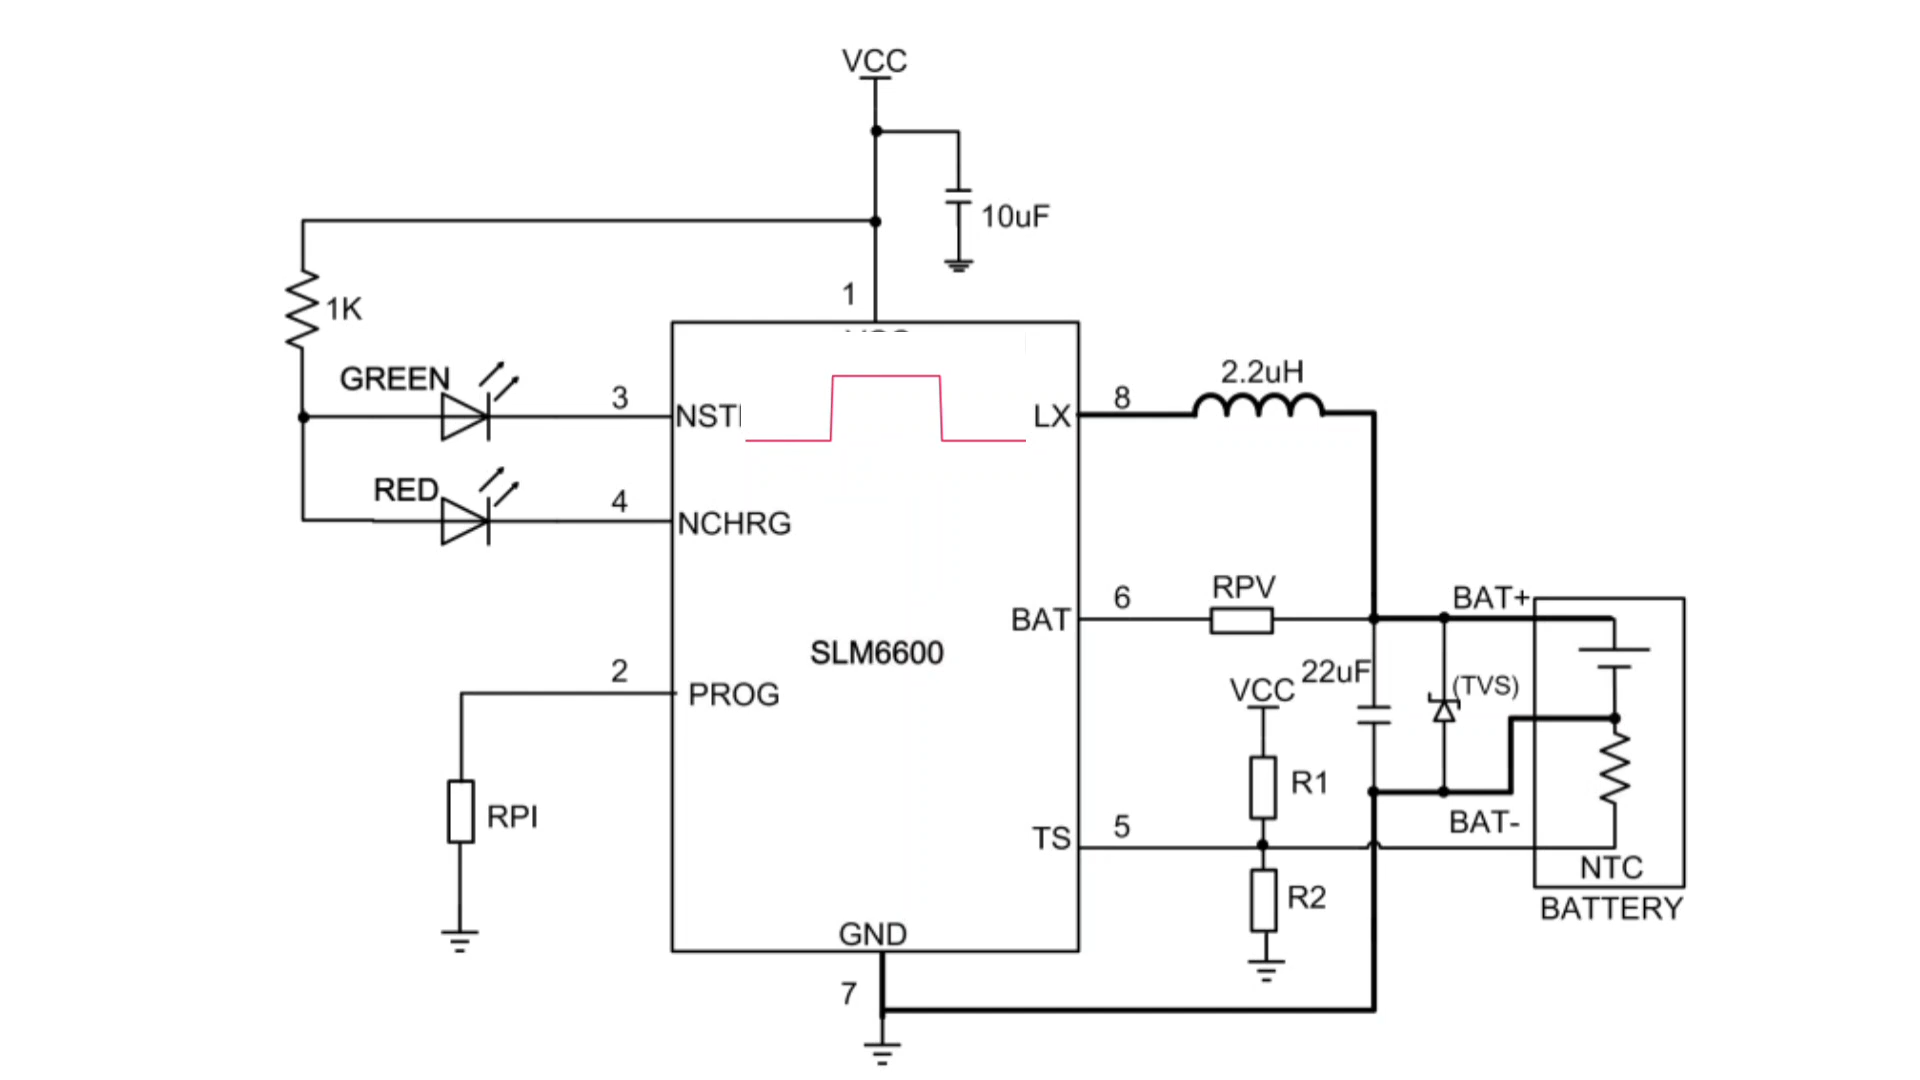 VCC
10uF
1
1K
GREEN
3
RED
4
NCHRG
2
PROG
RPI
SLM6600
LX
8
2.2uH
BAT
6
RPV
BAT+
22uF
VCC
(TVS)
R1
BAT-
TS
5
R2
NTC
BATTERY
GND
7